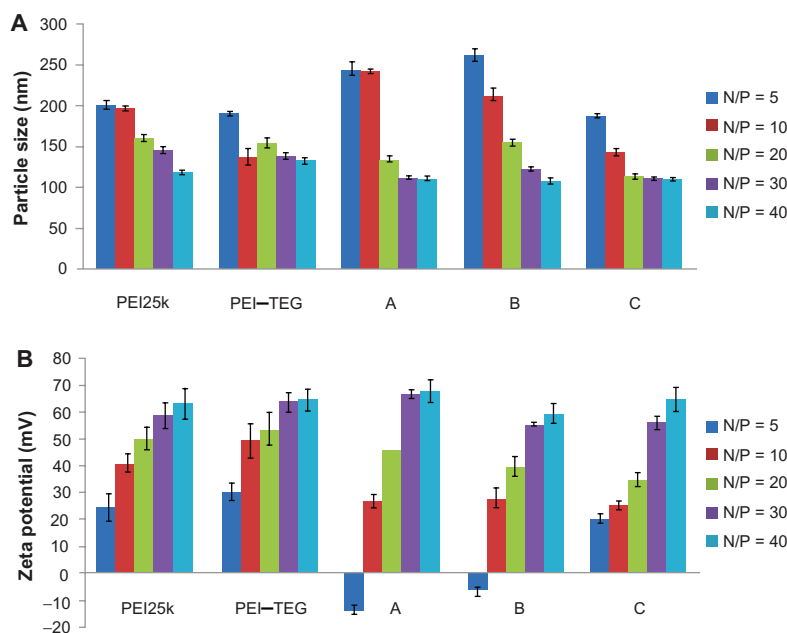 A
Particle size (nm)
300
250
200
150
100
50
0
PEI25k PEI–TEG A B C
N/P = 5
N/P = 10
N/P = 20
N/P = 30
N/P = 40
B
Zeta potential (mV)
80
70
60
50
40
30
20
10
0
–10
–20
PEI25k PEI–TEG A B C
N/P = 5
N/P = 10
N/P = 20
N/P = 30
N/P = 40